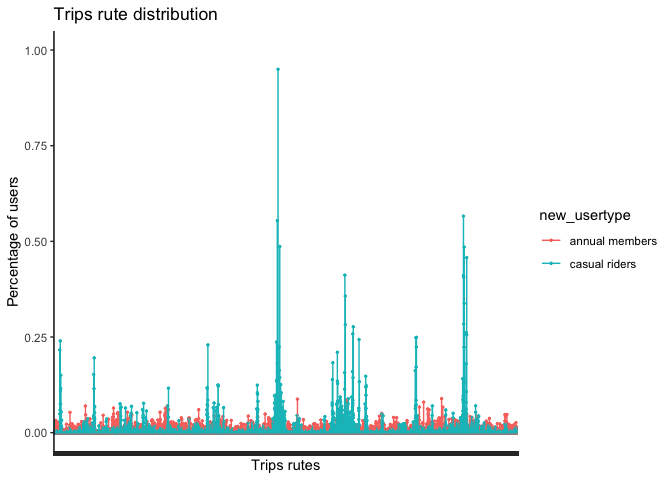 Trips rute distribution
1.00
0.75
0.50
0.25
0.00
Percentage of users
Trips rutes
new_usertype
annual members
casual riders